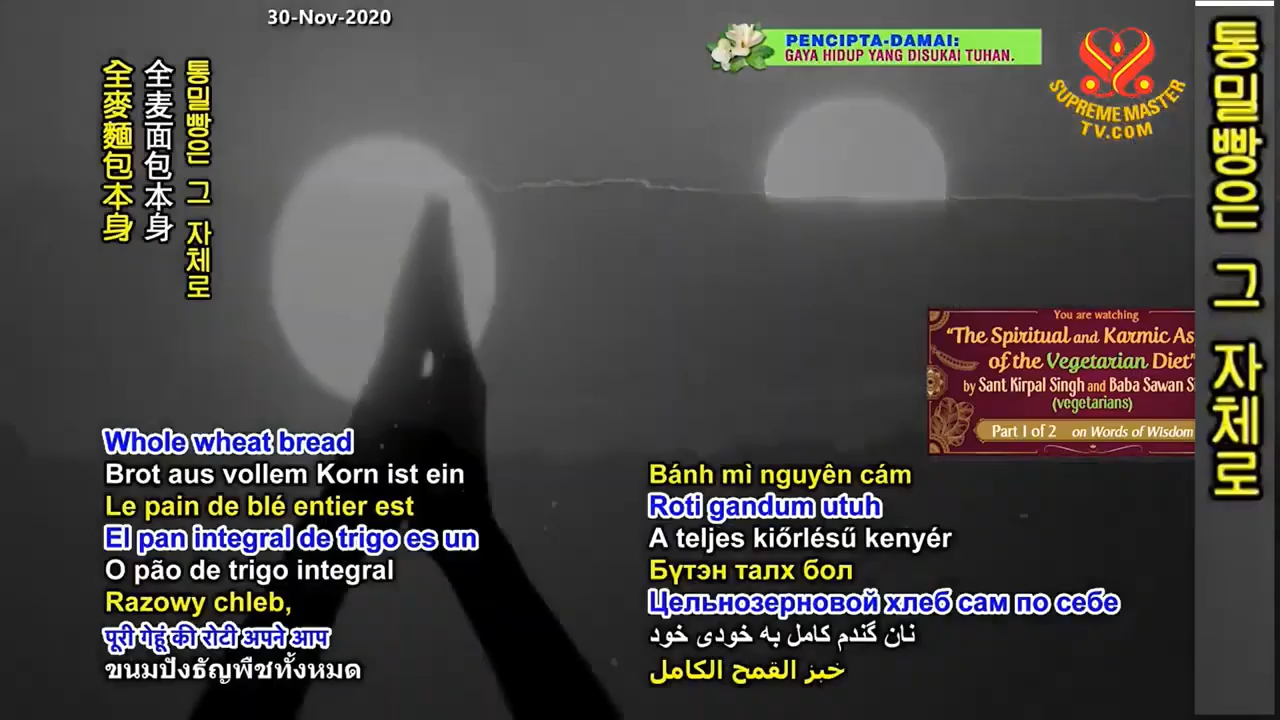 30-Nov-2020
PENCIPTA-DAMAI:
GAYA HIDUP YANG DISUKAI TUHAN.
SUPREME MASTER
TV.COM
통밀빵은 그 자체로
全麦面包本身
全麥麵包本身
통밀빵은 그 자체로
You are watching
"The Spiritual and Karmic As
of the Vegetarian Diet"
by Sant Kirpal Singh and Baba Sawan S
(vegetarians)
Part 1 of 2 on Words of Wisdom
Whole wheat bread
Brot aus vollem Korn ist ein
Le pain de blé entier est
El pan integral de trigo es un
O pão de trigo integral
Razowy chleb,
पूरी गेहूं की रोटी अपने आप
ขนมปังธัญพืชทั้งหมด
Bánh mì nguyên cám
Roti gandum utuh
A teljes kiőrlésű kenyér
Бүтэн талх бол
Цельнозерновой хлеб сам по себе
نان گندم کامل به خودی خود
خبز القمح الكامل